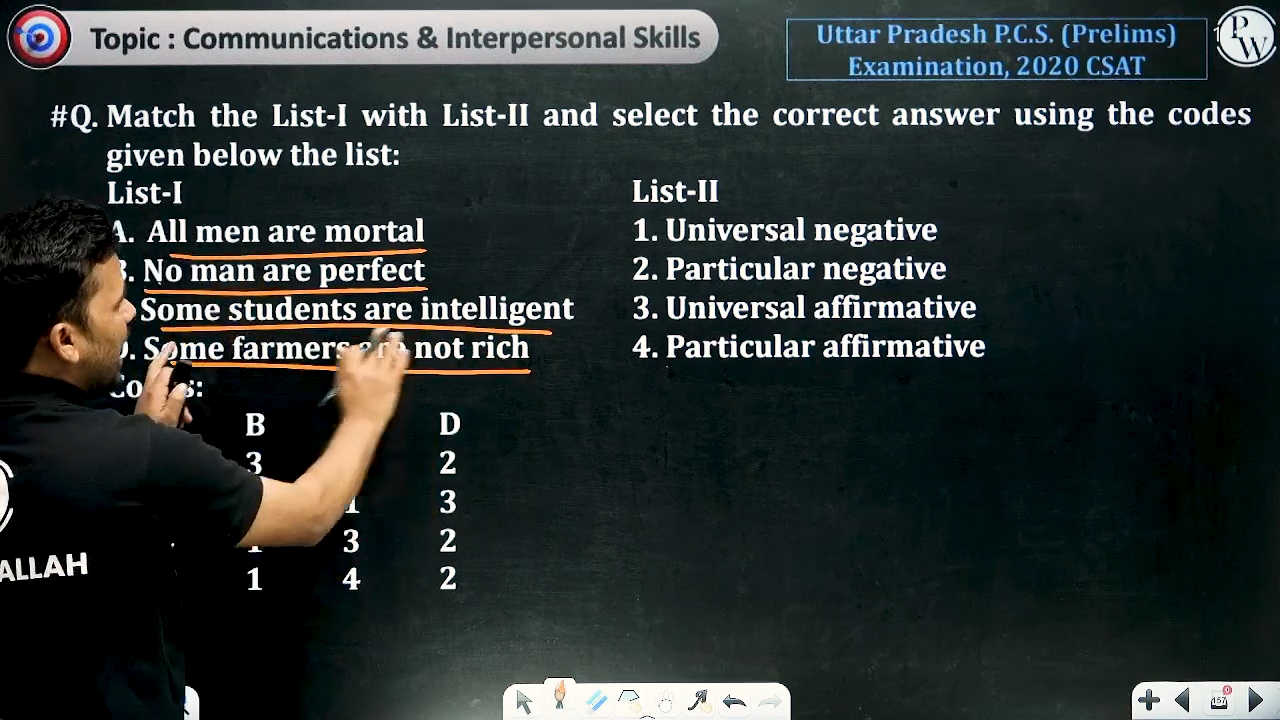 Topic : Communications & Interpersonal Skills
Uttar Pradesh P.C.S. (Prelims)
Examination, 2020 CSAT
PW
#Q. Match the List-I with List-II and select the correct answer using the codes
given below the list:
List-I List-II
A. All men are mortal 1. Universal negative
B. No man are perfect 2. Particular negative
Some students are intelligent 3. Universal affirmative
D. Some farmers are not rich 4. Particular affirmative
B D
3 2
1 3
1 3 2
1 4 2
ALLAH
157